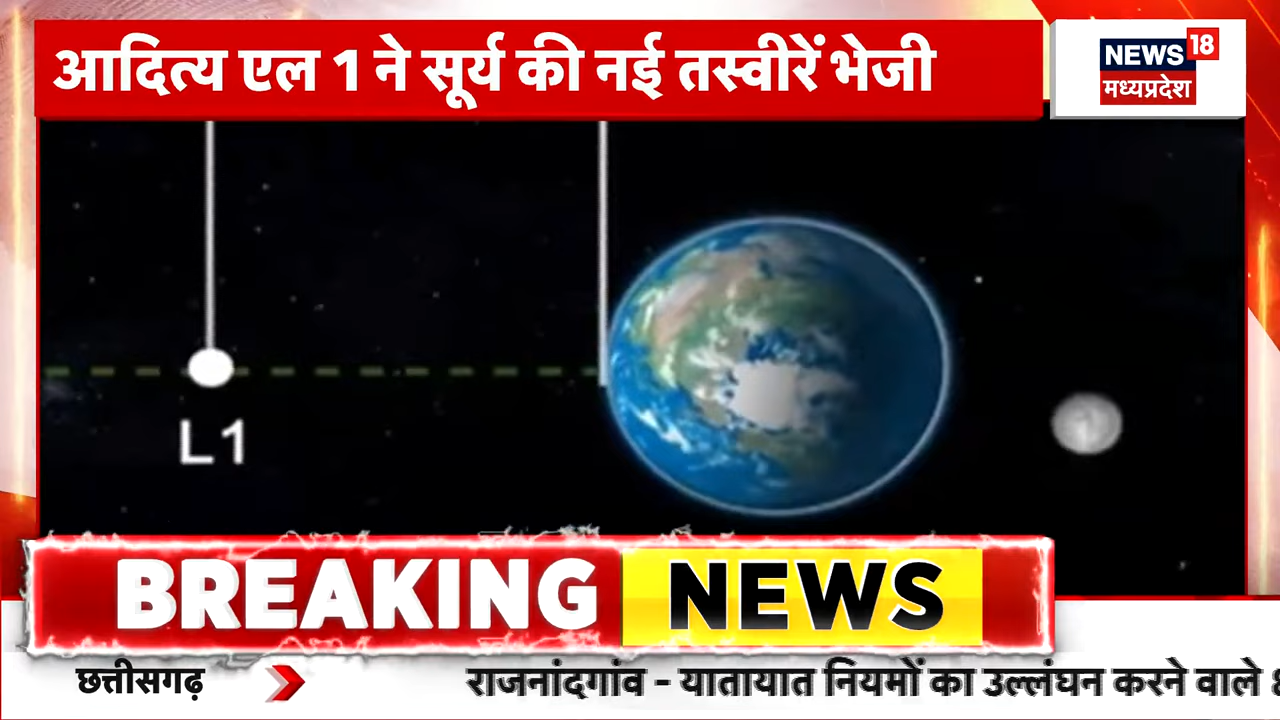 आदित्य एल 1 ने सूर्य की नई तस्वीरें भेजी
NEWS 18
मध्यप्रदेश
L1
BREAKING NEWS
छत्तीसगढ़
राजनांदगांव - यातायात नियमों का उल्लंघन करने वाले